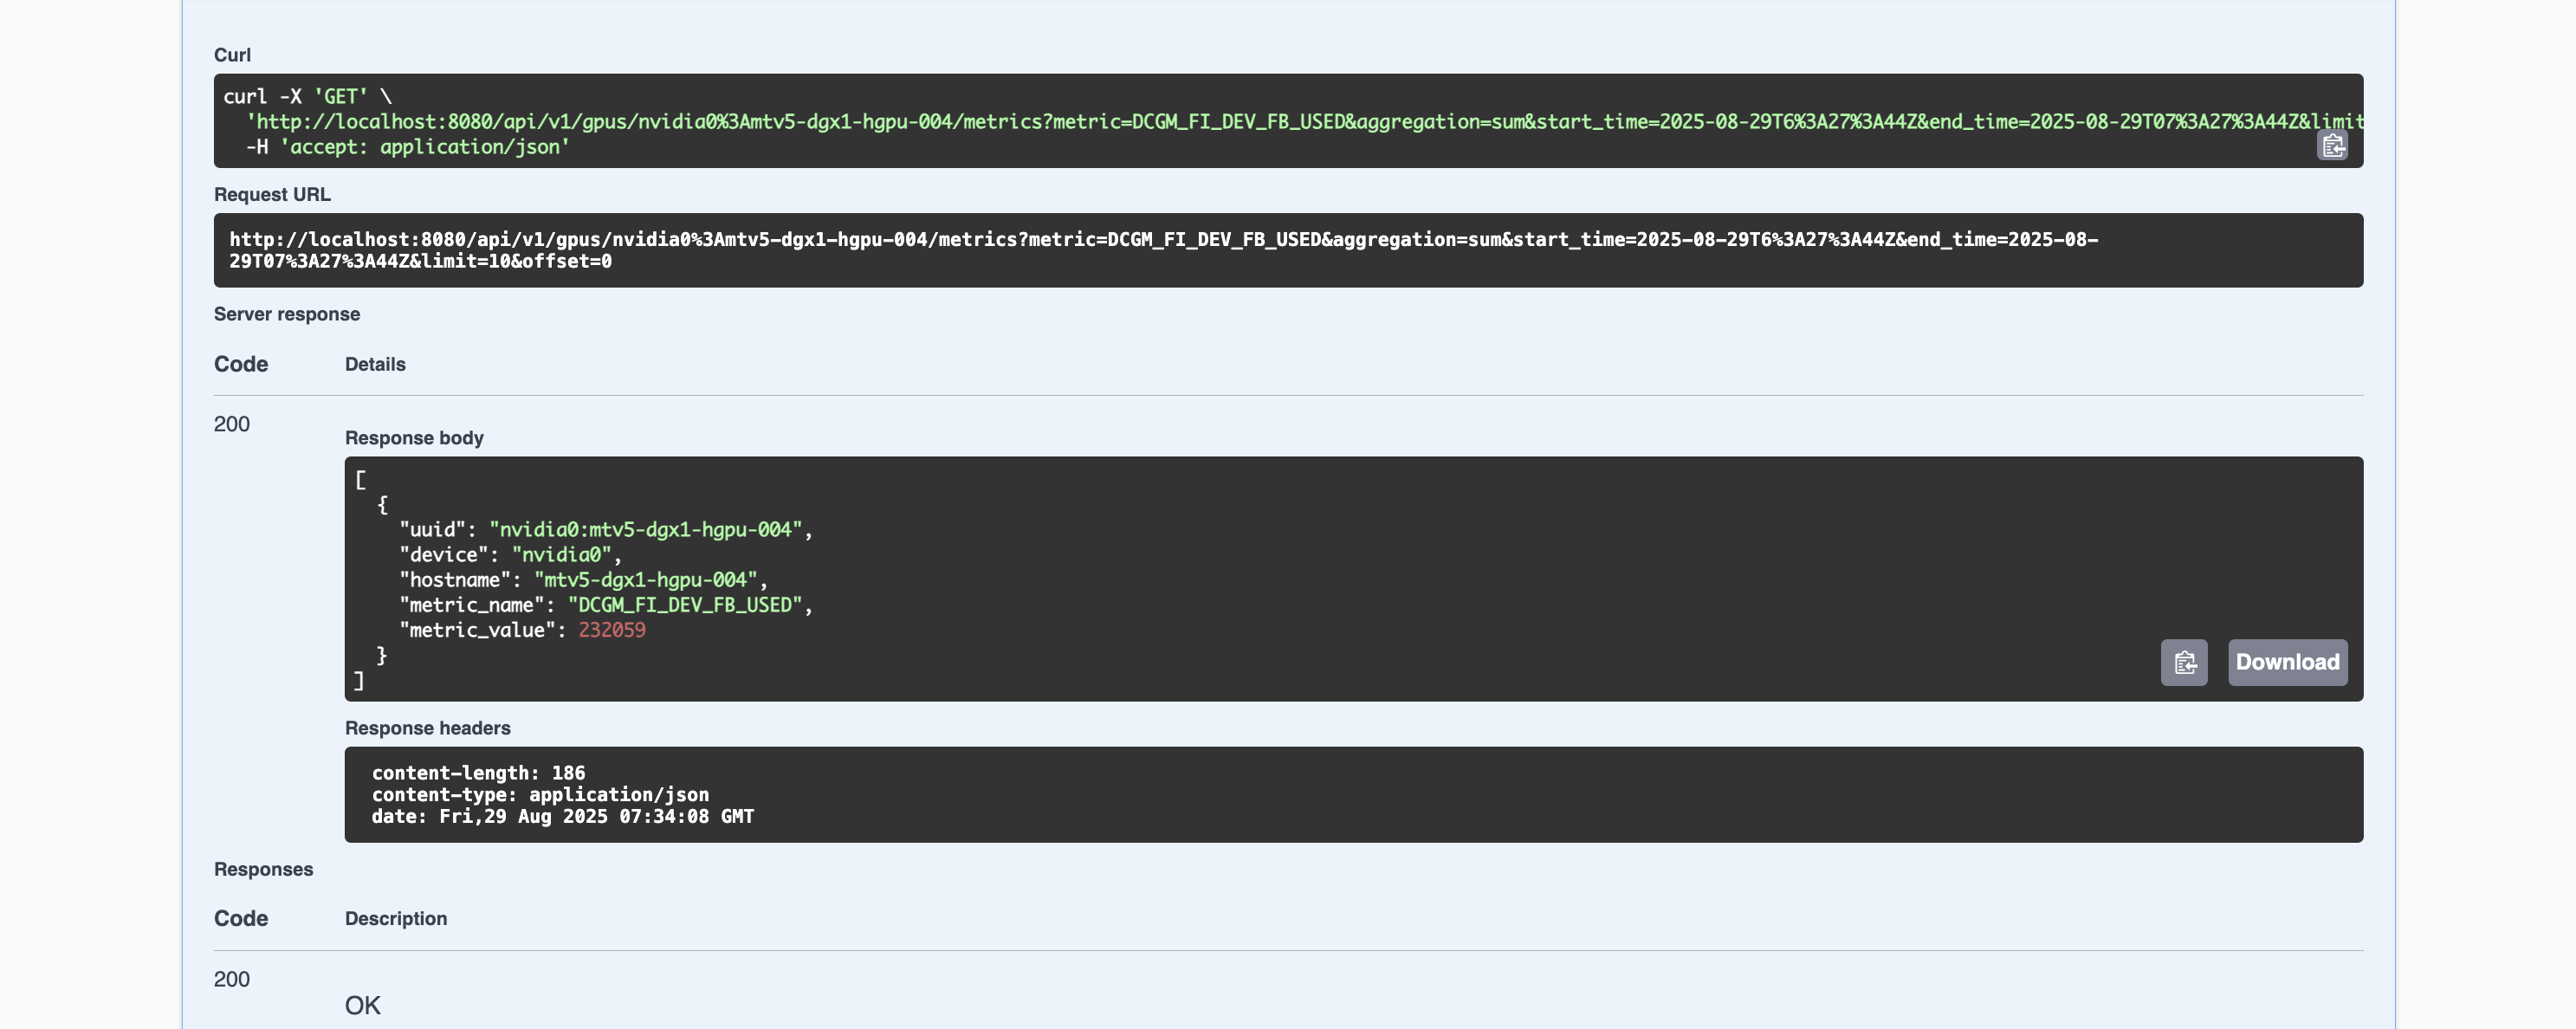 Curl
curl -X 'GET' \
'http://localhost:8080/api/v1/gpus/nvidia0%3Amtv5-dgx1-hgpu-004/metrics?metric=DCGM_FI_DEV_FB_USED&aggregation=sum&start_time=2025-08-29T6%3A27%3A44Z&end_time=2025-08-29T07%3A27%3A44Z&limit
-H 'accept: application/json'
Request URL
http://localhost:8080/api/v1/gpus/nvidia0%3Amtv5-dgx1-hgpu-004/metrics?metric=DCGM_FI_DEV_FB_USED&aggregation=sum&start_time=2025-08-29T6%3A27%3A44Z&end_time=2025-08-
29T07%3A27%3A44Z&limit=10&offset=0
Server response
Code Details
200
Response body
[
{
"uuid": "nvidia0:mtv5-dgx1-hgpu-004",
"device": "nvidia0",
"hostname": "mtv5-dgx1-hgpu-004",
"metric_name": "DCGM_FI_DEV_FB_USED",
"metric_value": 232059
}
]
Download
Response headers
content-length: 186
content-type: application/json
date: Fri,29 Aug 2025 07:34:08 GMT
Responses
Code Description
200
OK